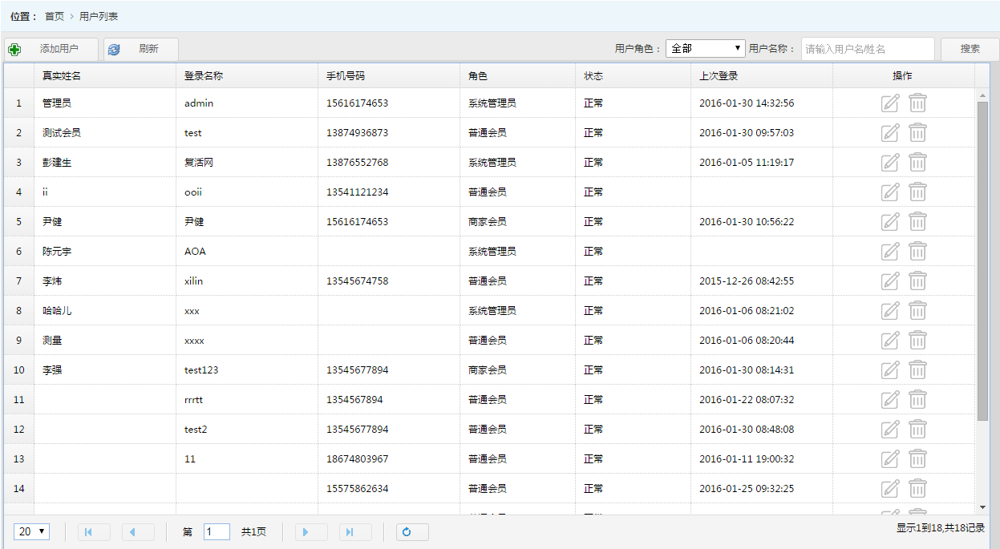 位置： 首页 › 用户列表
添加用户 刷新 用户角色： 全部 用户名称： 请输入用户名/姓名 搜索
真实姓名 登录名称 手机号码 角色 状态 上次登录 操作
1 管理员 admin 15616174653 系统管理员 正常 2016-01-30 14:32:56
2 测试会员 test 13874936873 普通会员 正常 2016-01-30 09:57:03
3 彭建生 复活网 13876552768 系统管理员 正常 2016-01-05 11:19:17
4 ii ooii 13541121234 普通会员 正常
5 尹健 尹健 15616174653 商家会员 正常 2016-01-30 10:56:22
6 陈元宇 AOA 系统管理员 正常
7 李炜 xilin 13545674758 普通会员 正常 2015-12-26 08:42:55
8 哈哈儿 xxx 系统管理员 正常 2016-01-06 08:21:02
9 测量 xxxx 普通会员 正常 2016-01-06 08:20:44
10 李强 test123 13545677894 商家会员 正常 2016-01-30 08:14:31
11 rrrtt 1354567894 普通会员 正常 2016-01-22 08:07:32
12 test2 13545677894 普通会员 正常 2016-01-30 08:48:08
13 11 18674803967 普通会员 正常 2016-01-11 19:00:32
14 15575862634 普通会员 正常 2016-01-25 09:32:25
20 第 1 共1页 显示1到18,共18记录